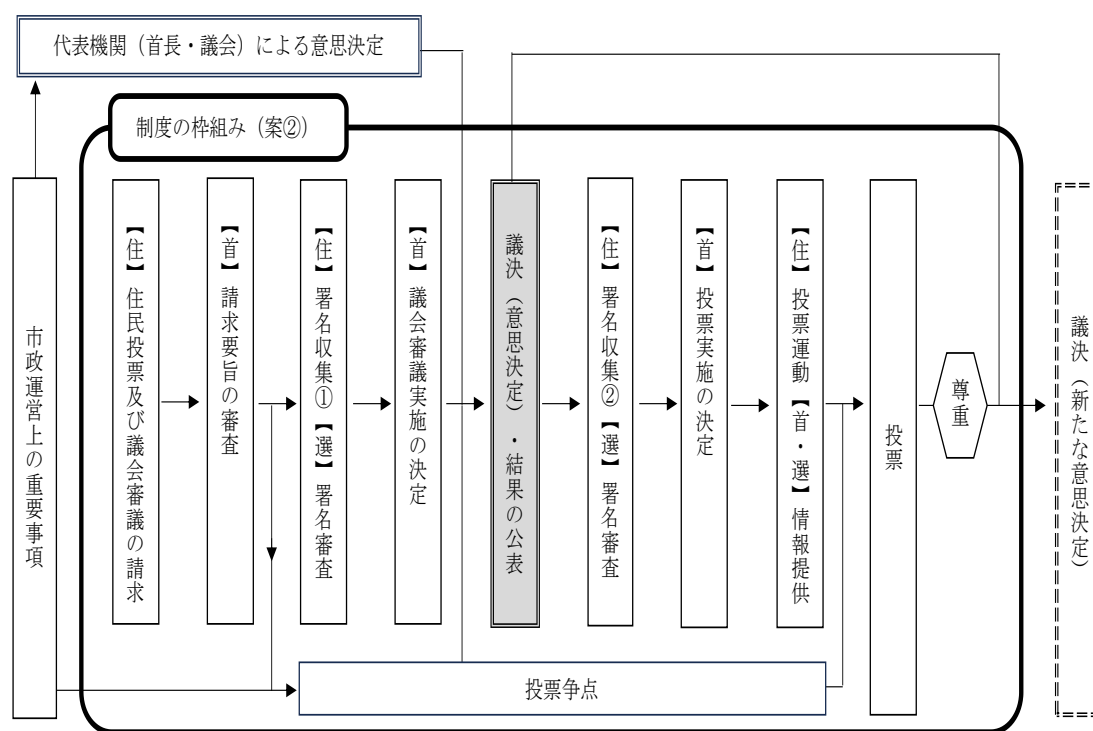 代表機関（首長・議会）による意思決定
制度の枠組み（案②）
市政運営上の重要事項
【住】住民投票及び議会審議の請求
【首】請求要旨の審査
【住】署名収集①【選】署名審査
【首】議会審議実施の決定
議決（意思決定）・結果の公表
【住】署名収集②【選】署名審査
【首】投票実施の決定
【住】投票運動【首・選】情報提供
投票
尊重
議決（新たな意思決定）
投票争点